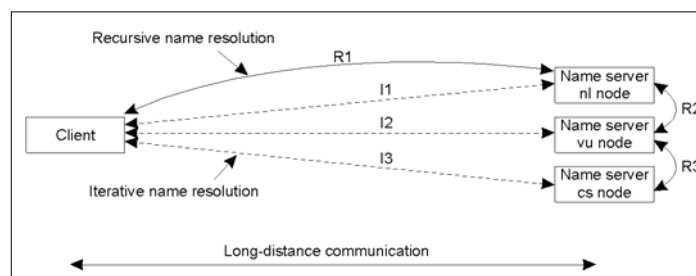 Recursive name resolution
R1
Name server
nl node
I1
R2
I2
Client
Name server
vu node
I3
R3
Name server
cs node
Iterative name resolution
Long-distance communication